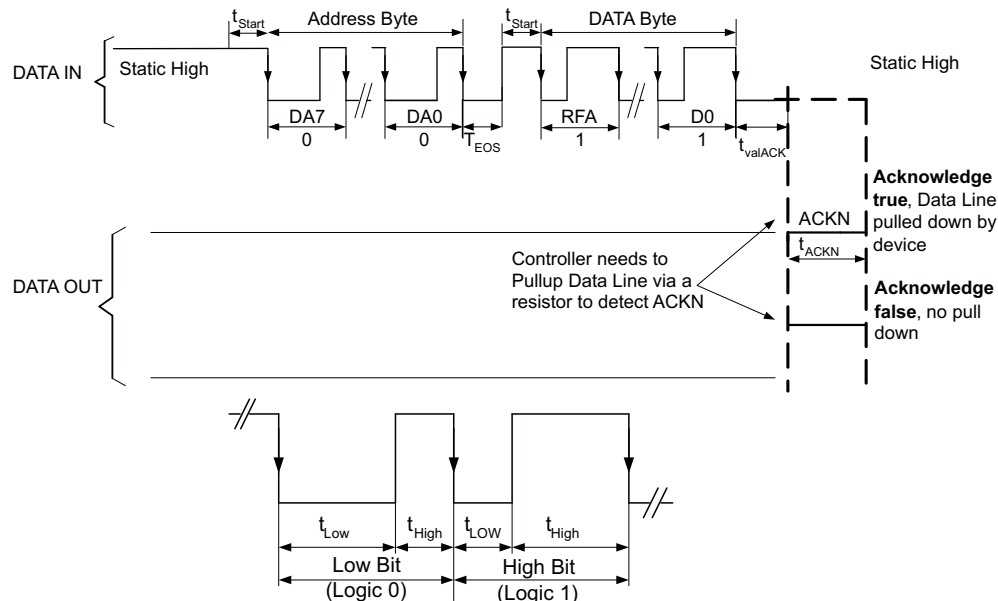 tStart Address Byte tStart DATA Byte
DATA IN
Static High
Static High
DA7 DA0 RFA D0
0 0 TEOS 1 1 tvalACK
Acknowledge
true, Data Line
pulled down by
device
ACKN
tACKN
Controller needs to
Pullup Data Line via a
resistor to detect ACKN
DATA OUT
Acknowledge
false, no pull
down
tLow tHigh tLOW tHigh
Low Bit High Bit
(Logic 0) (Logic 1)